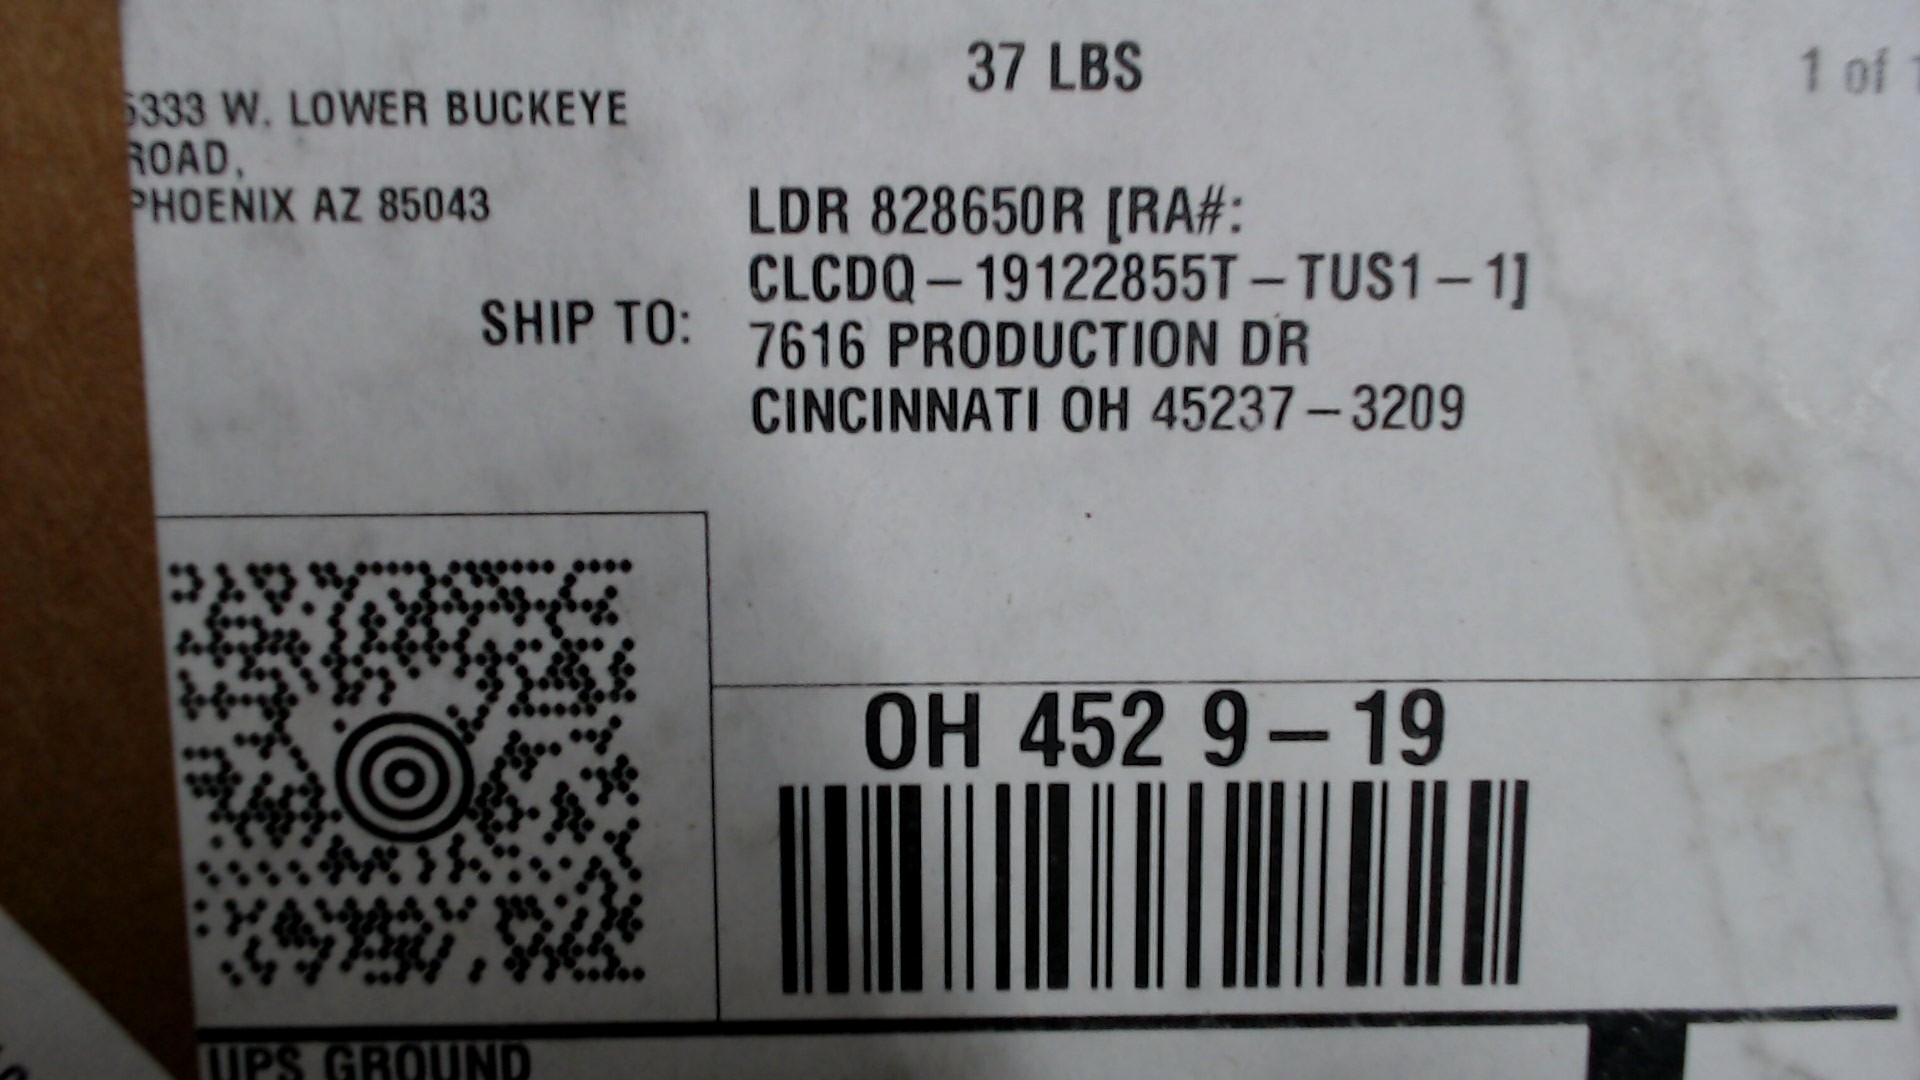 37 LBS
1 of 1
5333 W. LOWER BUCKEYE
ROAD,
PHOENIX AZ 85043
SHIP TO:
LDR 828650R [RA#:
CLCDQ-19122855T-TUS1-1]
7616 PRODUCTION DR
CINCINNATI OH 45237-3209
OH 452 9-19
UPS GROUND